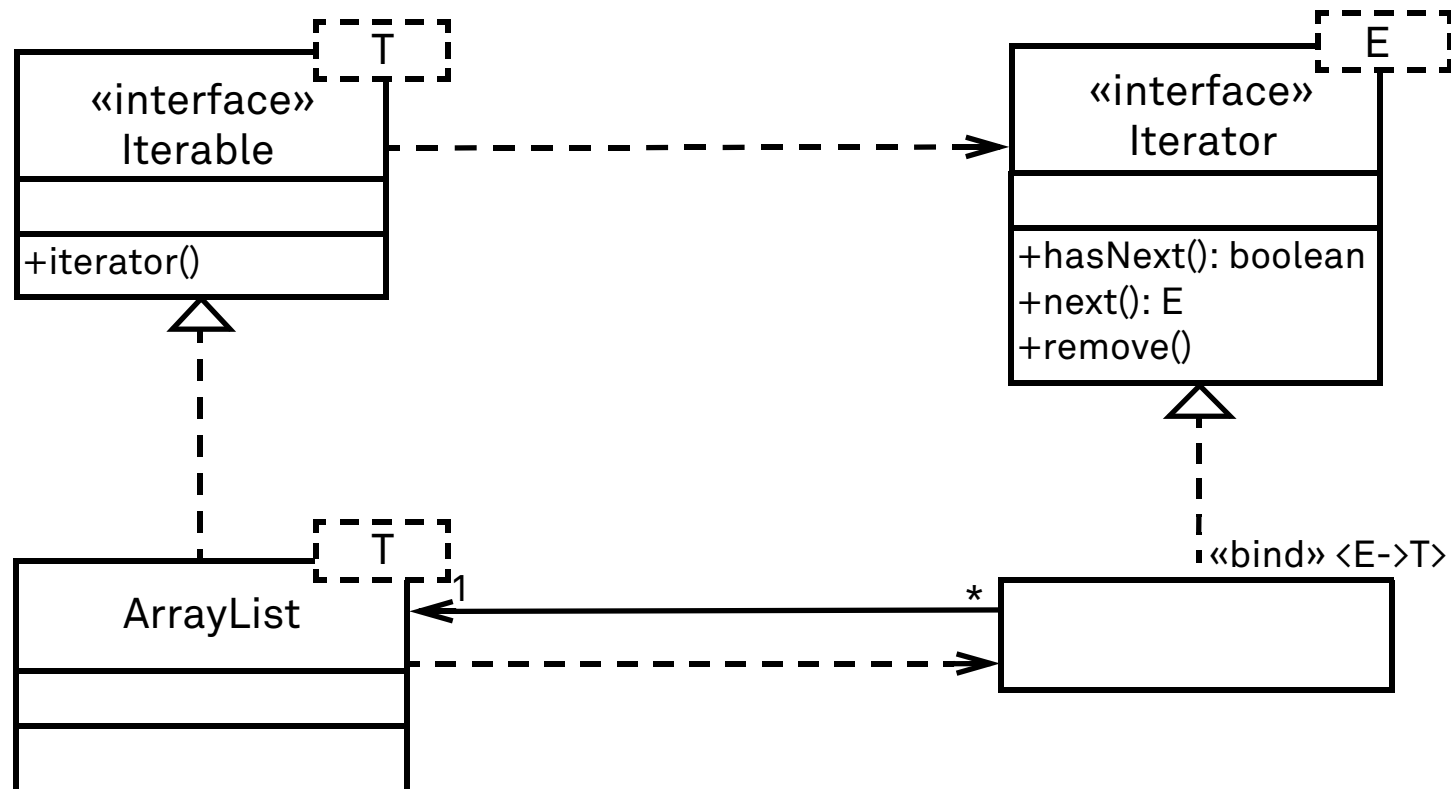 T
«interface»
Iterable
+iterator()
E
«interface»
Iterator
+hasNext(): boolean
+next(): E
+remove()
T
ArrayList
1
*
«bind» <E->T>